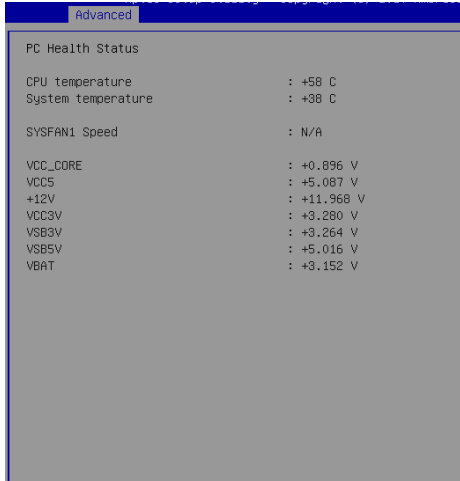 Advanced
PC Health Status
CPU temperature : +58 C
System temperature : +38 C
SYSFAN1 Speed : N/A
VCC_CORE : +0.896 V
VCC5 : +5.087 V
+12V : +11.968 V
VCC3V : +3.280 V
VSB3V : +3.264 V
VSB5V : +5.016 V
VBAT : +3.152 V